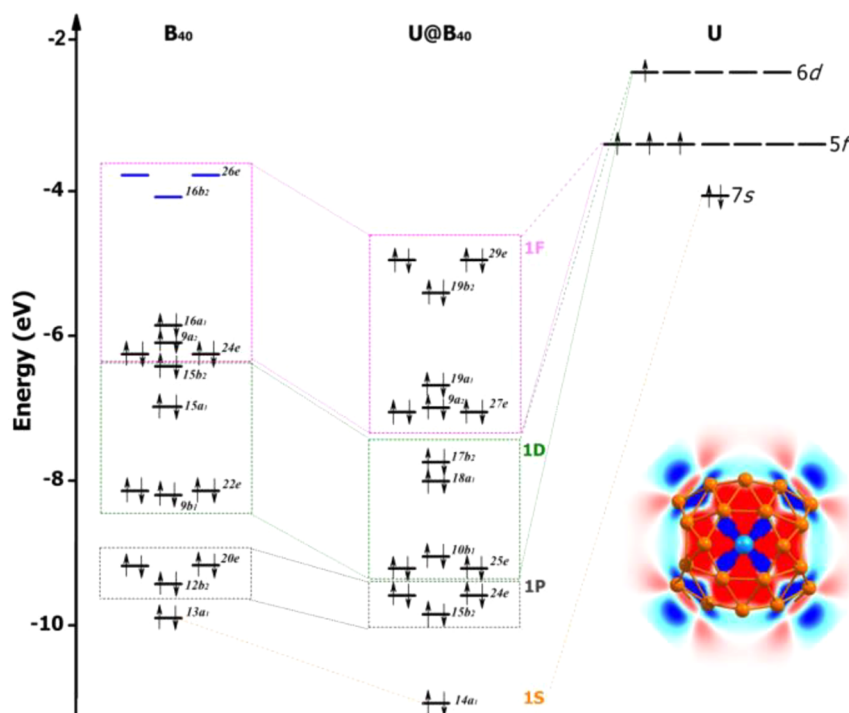 B40 U@B40 U
-2
6d
5f
-4
26e
16b2
7s
1F
29e
19b2
-6
16a1
9a2
24e
15b2
19a1
9a2
27e
15a1
1D
17b2
18a1
-8
22e
9b1
10b1
25e
20e
12b2
1P
24e
15b2
-10
13a1
1S
14a1
Energy (eV)